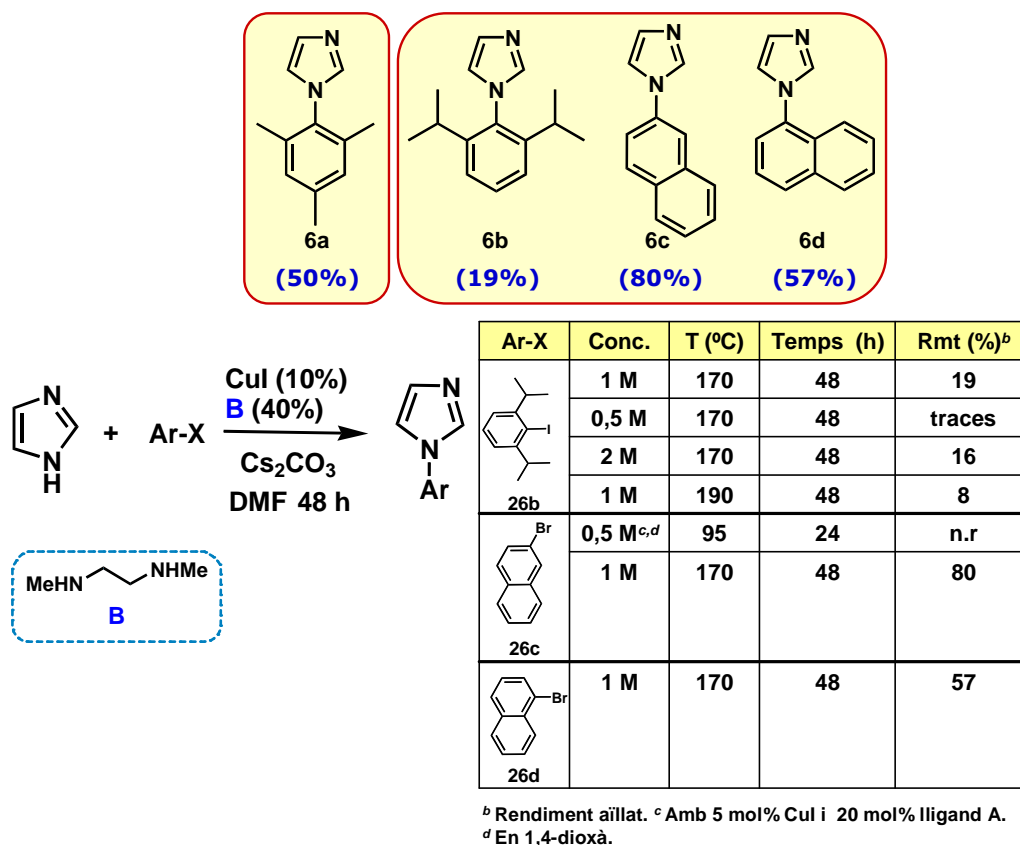 N N N N
N N N N
6a 6b 6c 6d
(50%) (19%) (80%) (57%)
Ar-X Conc. T (ºC) Temps (h) Rmt (%)ᵇ
1 M 170 48 19
I
0,5 M 170 48 traces
2 M 170 48 16
26b 1 M 190 48 8
N
N
H
+ Ar-X
CuI (10%)
B (40%)
Cs₂CO₃
DMF 48 h
N
N
Ar
Br
0,5 Mᶜ,ᵈ 95 24 n.r
1 M 170 48 80
26c
MeHN NHMe
B
Br
1 M 170 48 57
26d
ᵇ Rendiment aïllat. ᶜ Amb 5 mol% CuI i 20 mol% lligand A.
ᵈ En 1,4-dioxà.